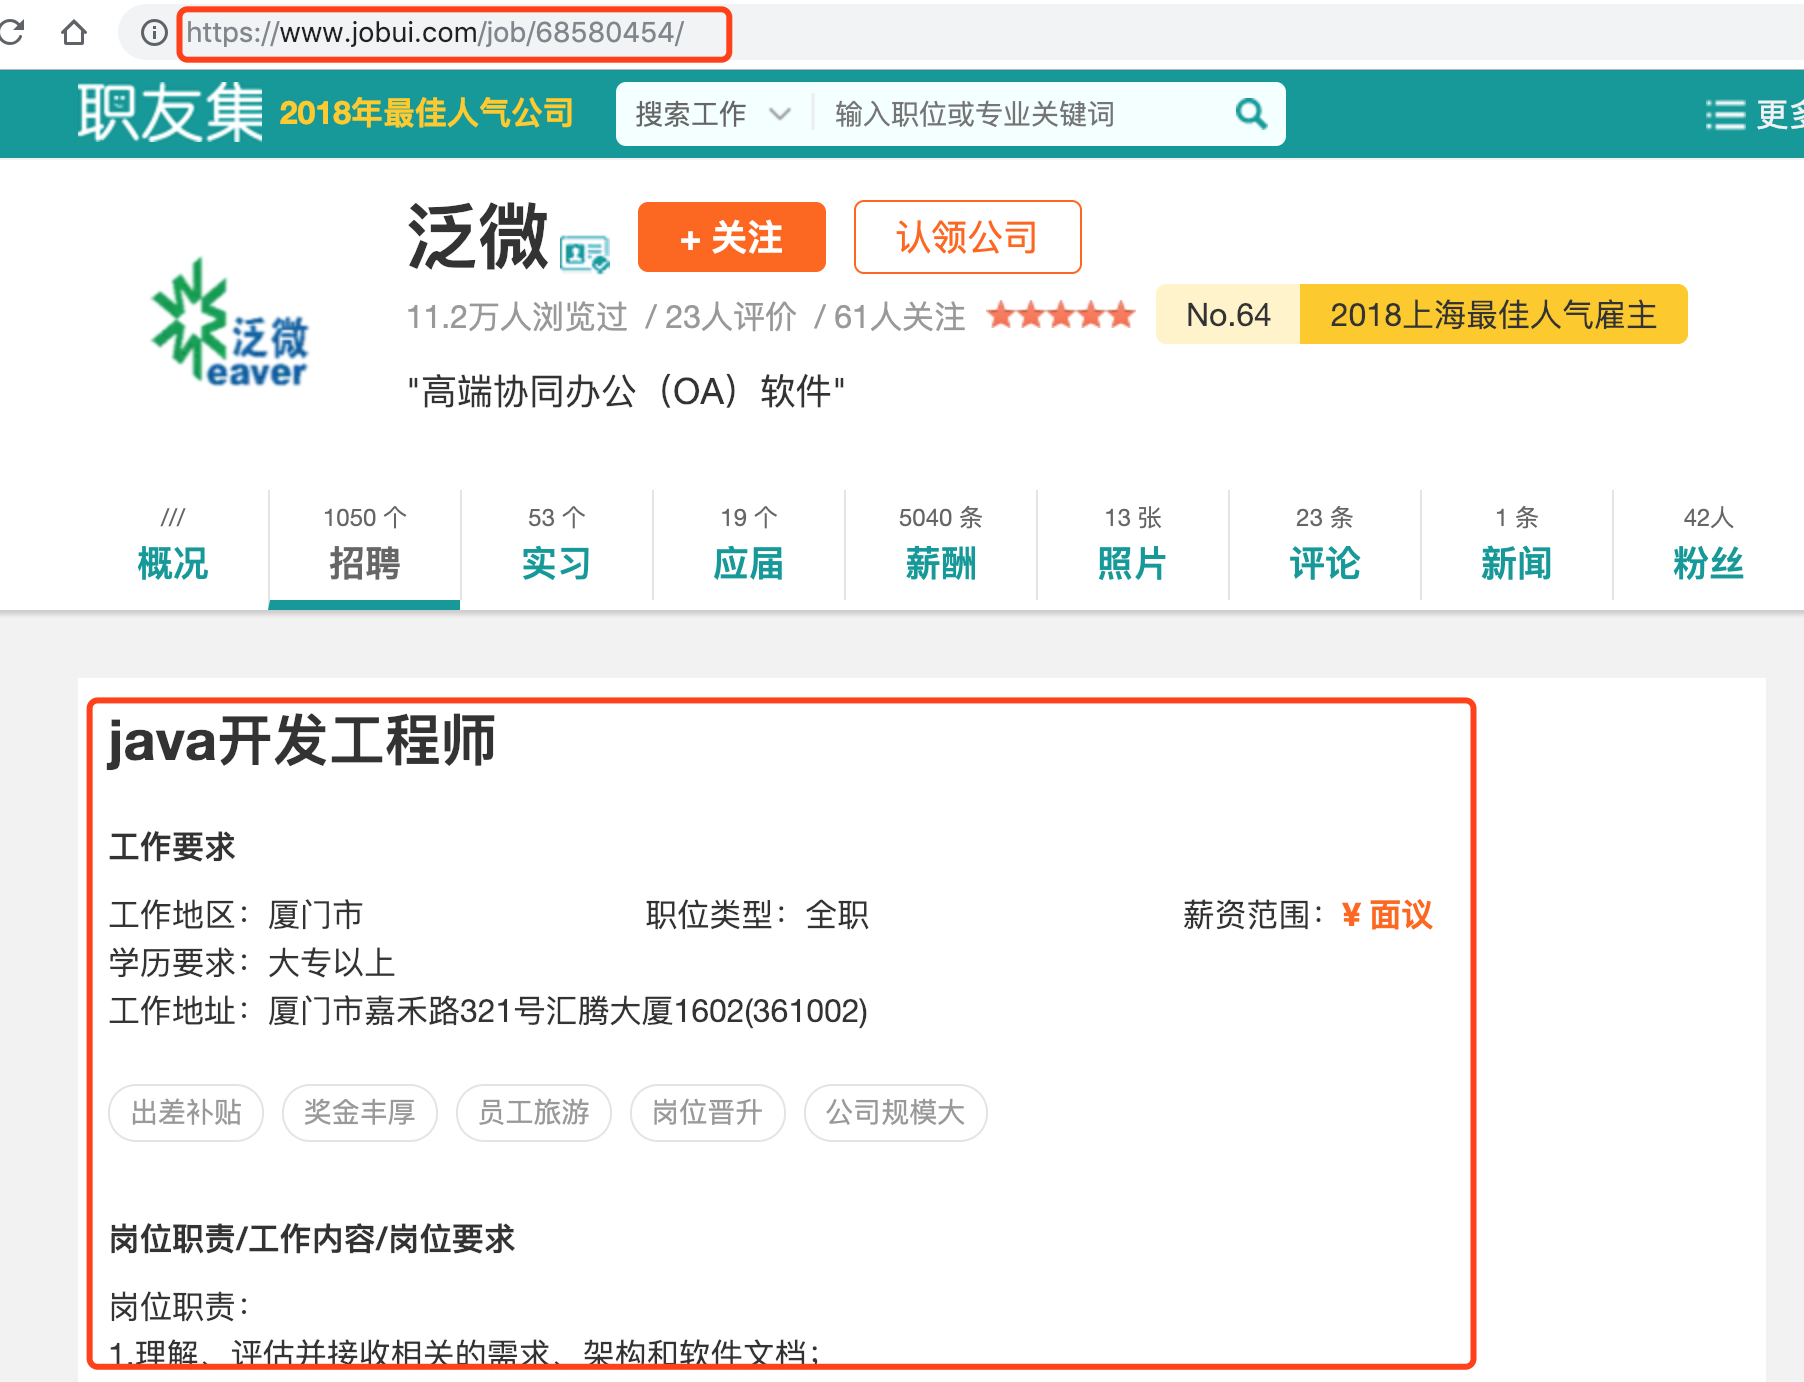 https://www.jobui.com/job/68580454/
职友集 2018年最佳人气公司 搜索工作 输入职位或专业关键词 更多
泛微 + 关注 认领公司
11.2万人浏览过 / 23人评价 / 61人关注 No.64 2018上海最佳人气雇主
泛微
eaver
"高端协同办公（OA）软件"
/// 1050 个 53 个 19 个 5040 条 13 张 23 条 1 条 42人
概况 招聘 实习 应届 薪酬 照片 评论 新闻 粉丝
java开发工程师
工作要求
工作地区：厦门市 职位类型：全职 薪资范围：¥ 面议
学历要求：大专以上
工作地址：厦门市嘉禾路321号汇腾大厦1602(361002)
出差补贴 奖金丰厚 员工旅游 岗位晋升 公司规模大
岗位职责/工作内容/岗位要求
岗位职责：
1.理解、评估并接收相关的需求、架构和软件文档；